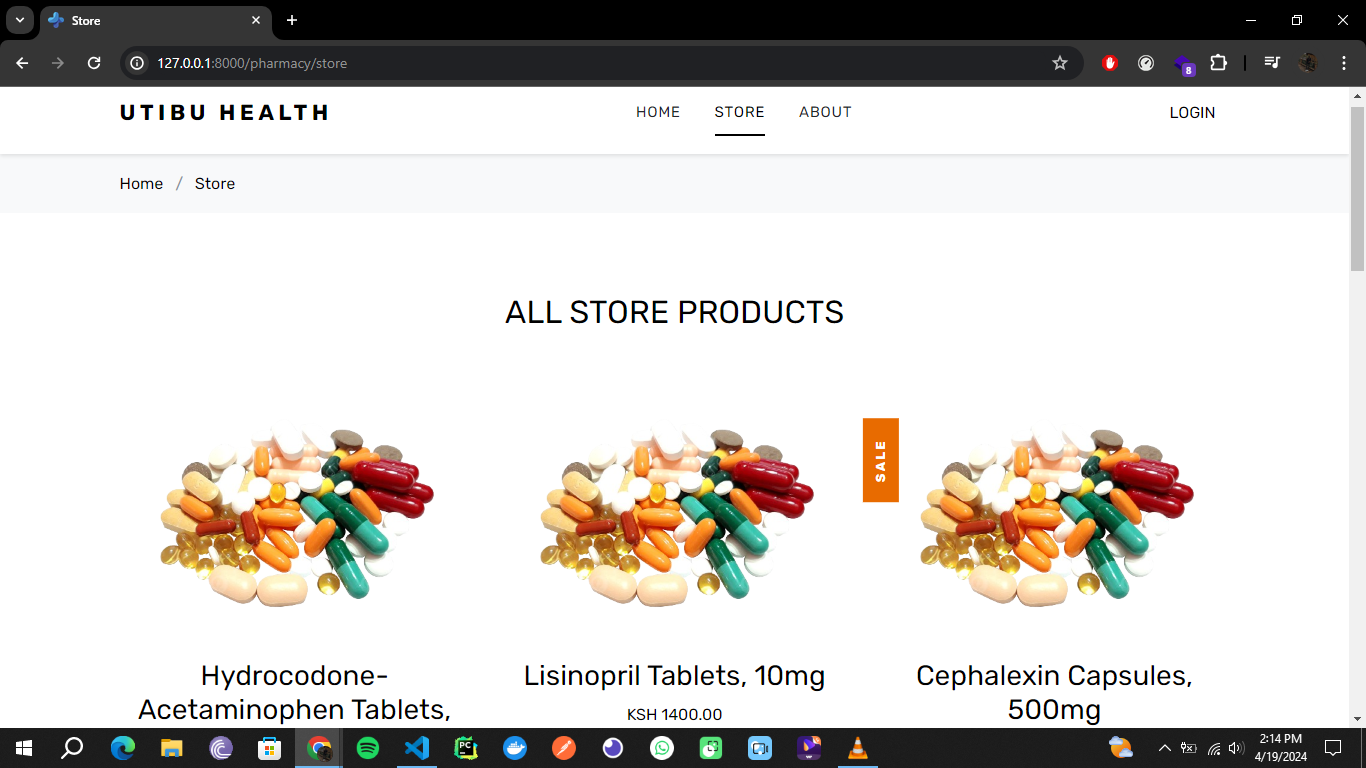 Store
127.0.0.1:8000/pharmacy/store
8
UTIBU HEALTH
HOME
STORE
ABOUT
LOGIN
Home / Store
ALL STORE PRODUCTS
SALE
Hydrocodone-
Acetaminophen Tablets,
Lisinopril Tablets, 10mg
KSH 1400.00
Cephalexin Capsules,
500mg
PC
2:14 PM
4/19/2024